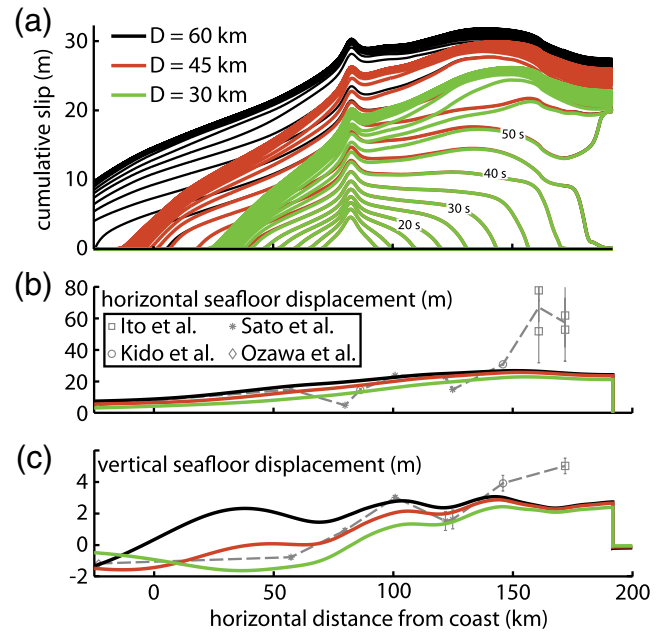 (a)
30
20
10
0
cumulative slip (m)
D = 60 km
D = 45 km
D = 30 km
50 s
40 s
30 s
20 s
(b)
horizontal seafloor displacement (m)
80
60
40
20
0
Ito et al.
Sato et al.
Kido et al.
Ozawa et al.
(c)
vertical seafloor displacement (m)
4
2
0
-2
0 50 100 150 200
horizontal distance from coast (km)